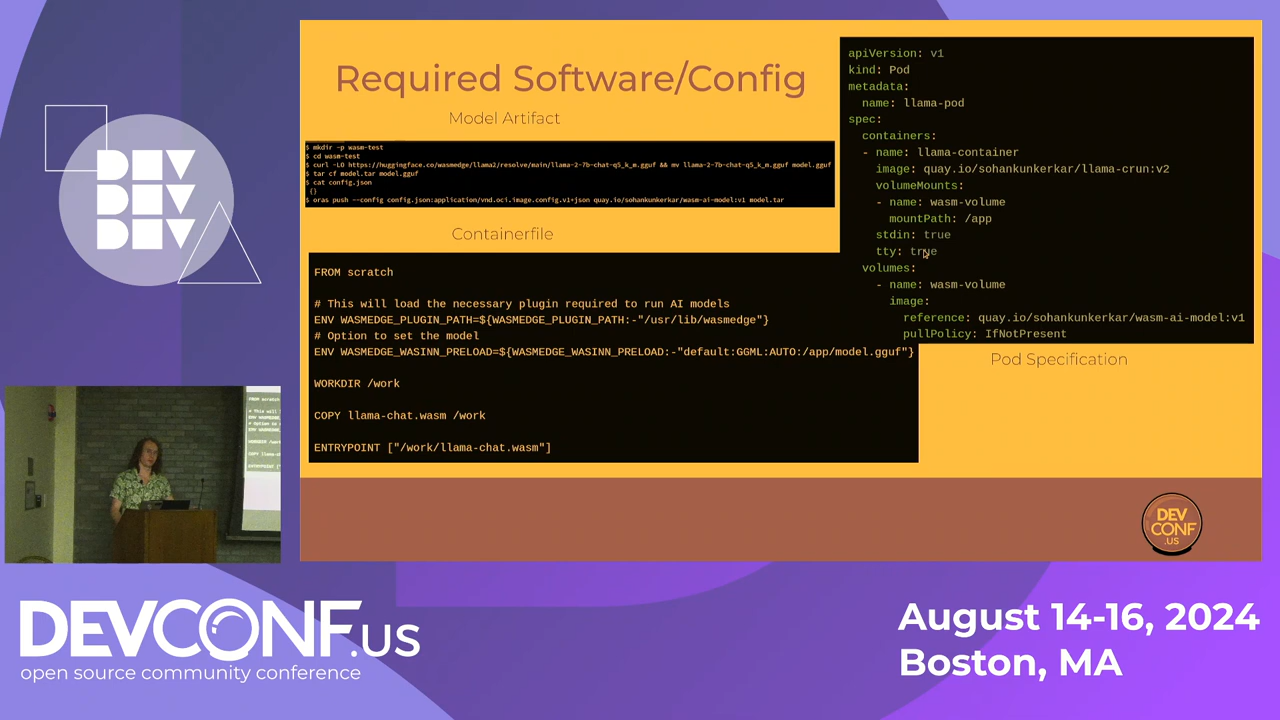 DEV
DEV
DEV
Required Software/Config
Model Artifact
$ mkdir -p wasm-test
$ cd wasm-test
$ curl -LO https://huggingface.co/wasmedge/llama2/resolve/main/llama-2-7b-chat-q5_k_m.gguf && mv llama-2-7b-chat-q5_k_m.gguf model.gguf
$ tar cf model.tar model.gguf
$ cat config.json
{}
$ oras push --config config.json:application/vnd.oci.image.config.v1+json quay.io/sohankunkerkar/wasm-ai-model:v1 model.tar
Containerfile
FROM scratch
# This will load the necessary plugin required to run AI models
ENV WASMEDGE_PLUGIN_PATH=${WASMEDGE_PLUGIN_PATH:-"/usr/lib/wasmedge"}
# Option to set the model
ENV WASMEDGE_WASINN_PRELOAD=${WASMEDGE_WASINN_PRELOAD:-"default:GGML:AUTO:/app/model.gguf"}
WORKDIR /work
COPY llama-chat.wasm /work
ENTRYPOINT ["/work/llama-chat.wasm"]
apiVersion: v1
kind: Pod
metadata:
  name: llama-pod
spec:
  containers:
  - name: llama-container
    image: quay.io/sohankunkerkar/llama-crun:v2
    volumeMounts:
    - name: wasm-volume
      mountPath: /app
    stdin: true
    tty: true
  volumes:
    - name: wasm-volume
      image:
        reference: quay.io/sohankunkerkar/wasm-ai-model:v1
        pullPolicy: IfNotPresent
Pod Specification
DEV
CONF
.US
DEVCONF.US
open source community conference
August 14-16, 2024
Boston, MA